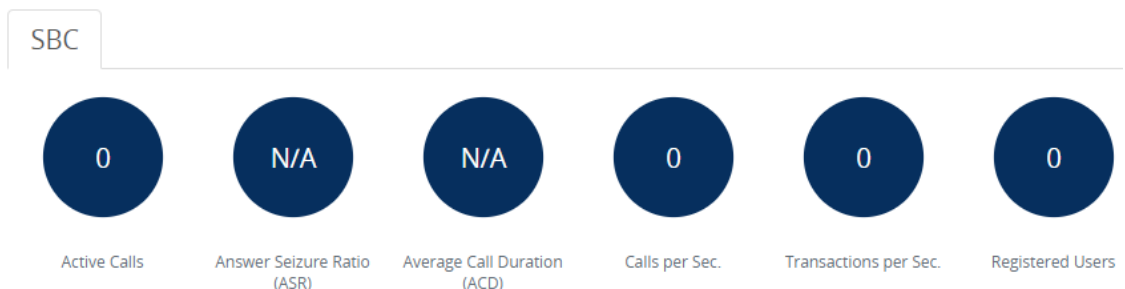 SBC
0
N/A
N/A
0
0
0
Active Calls
Answer Seizure Ratio
(ASR)
Average Call Duration
(ACD)
Calls per Sec.
Transactions per Sec.
Registered Users